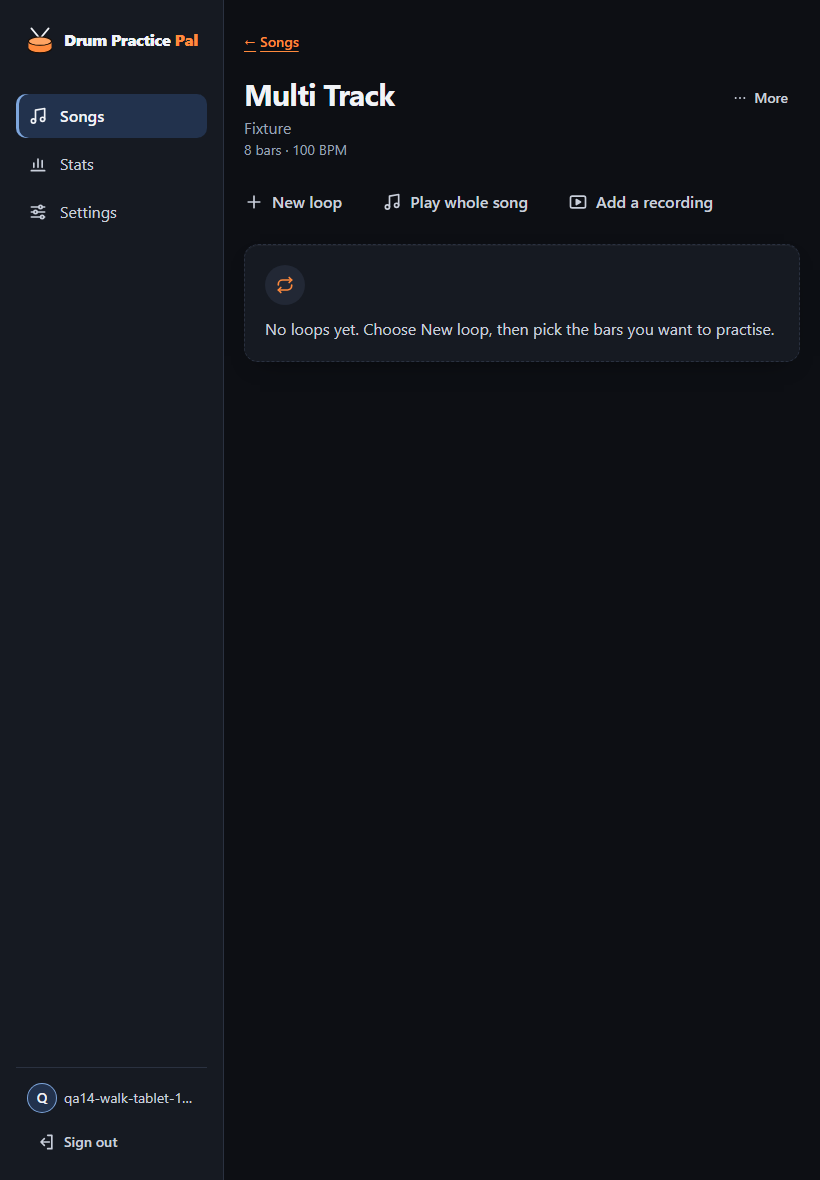 Drum Practice Pal
Songs
Stats
Settings
← Songs
Multi Track
··· More
Fixture
8 bars · 100 BPM
New loop
Play whole song
Add a recording
No loops yet. Choose New loop, then pick the bars you want to practise.
Q
qa14-walk-tablet-1...
Sign out